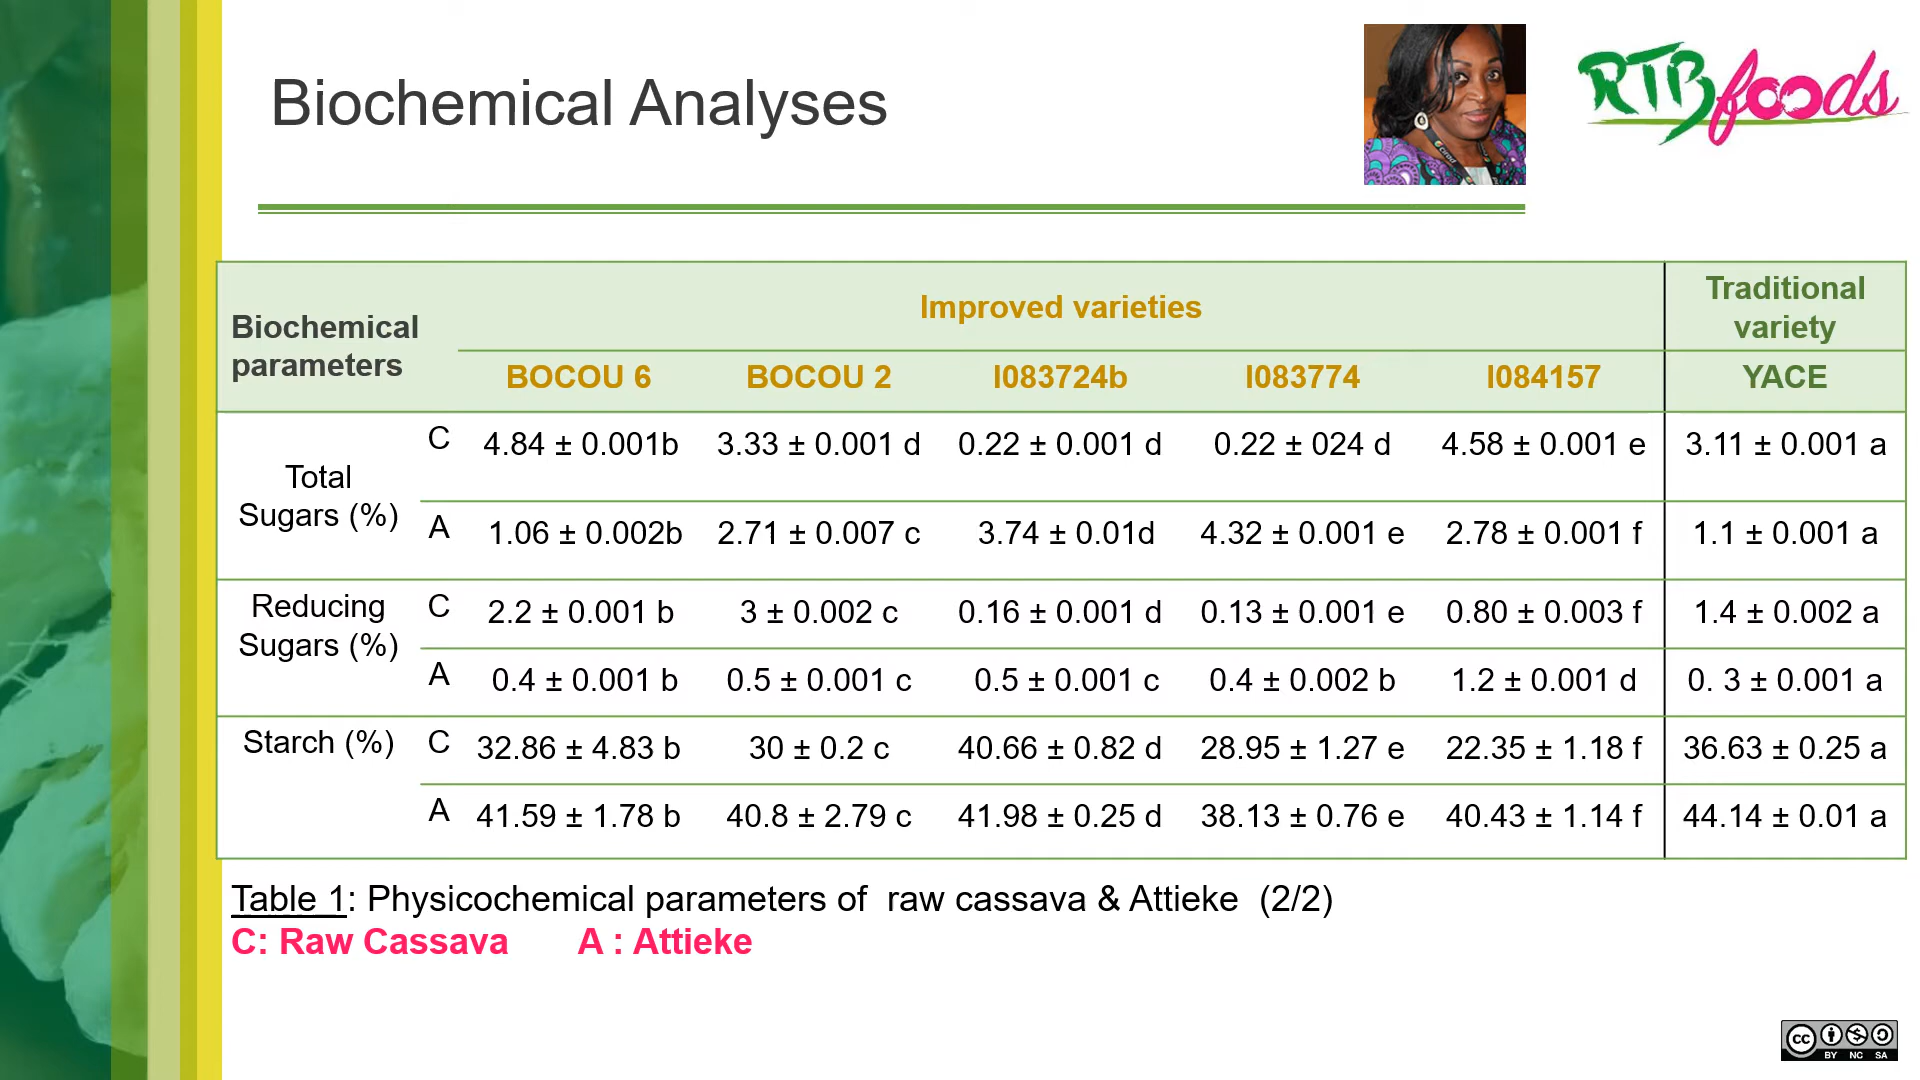 Biochemical Analyses
RTBfoods
Biochemical parameters
Improved varieties
Traditional variety
BOCOU 6 BOCOU 2 I083724b I083774 I084157 YACE
Total Sugars (%)
C 4.84 ± 0.001b 3.33 ± 0.001 d 0.22 ± 0.001 d 0.22 ± 024 d 4.58 ± 0.001 e 3.11 ± 0.001 a
A 1.06 ± 0.002b 2.71 ± 0.007 c 3.74 ± 0.01d 4.32 ± 0.001 e 2.78 ± 0.001 f 1.1 ± 0.001 a
Reducing Sugars (%)
C 2.2 ± 0.001 b 3 ± 0.002 c 0.16 ± 0.001 d 0.13 ± 0.001 e 0.80 ± 0.003 f 1.4 ± 0.002 a
A 0.4 ± 0.001 b 0.5 ± 0.001 c 0.5 ± 0.001 c 0.4 ± 0.002 b 1.2 ± 0.001 d 0. 3 ± 0.001 a
Starch (%) C 32.86 ± 4.83 b 30 ± 0.2 c 40.66 ± 0.82 d 28.95 ± 1.27 e 22.35 ± 1.18 f 36.63 ± 0.25 a
A 41.59 ± 1.78 b 40.8 ± 2.79 c 41.98 ± 0.25 d 38.13 ± 0.76 e 40.43 ± 1.14 f 44.14 ± 0.01 a
Table 1: Physicochemical parameters of raw cassava & Attieke (2/2)
C: Raw Cassava A : Attieke
cc BY NC SA